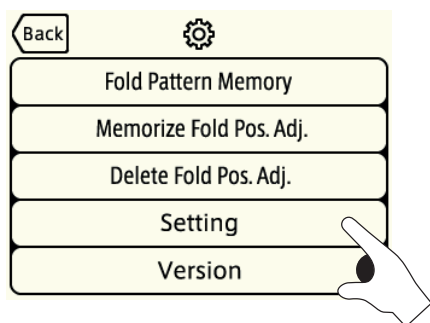 Back
Fold Pattern Memory
Memorize Fold Pos. Adj.
Delete Fold Pos. Adj.
Setting
Version